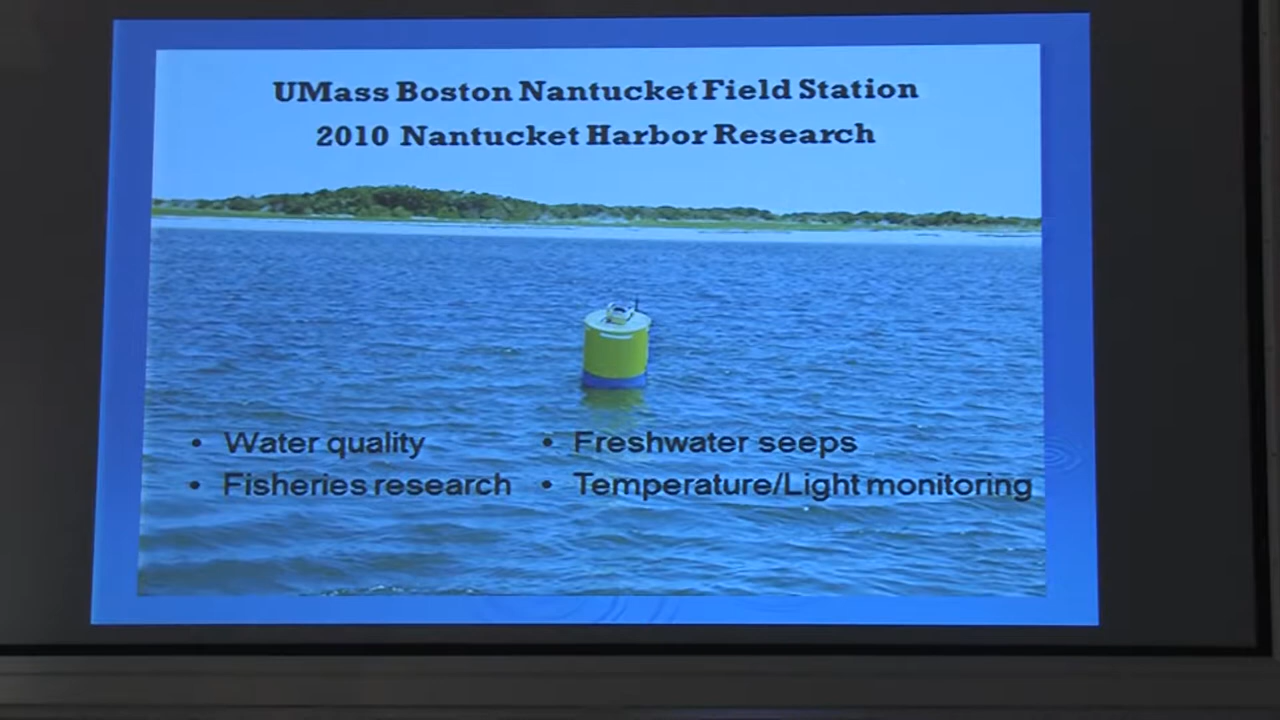 UMass Boston Nantucket Field Station
2010 Nantucket Harbor Research
• Water quality
• Fisheries research
• Freshwater seeps
• Temperature/Light monitoring